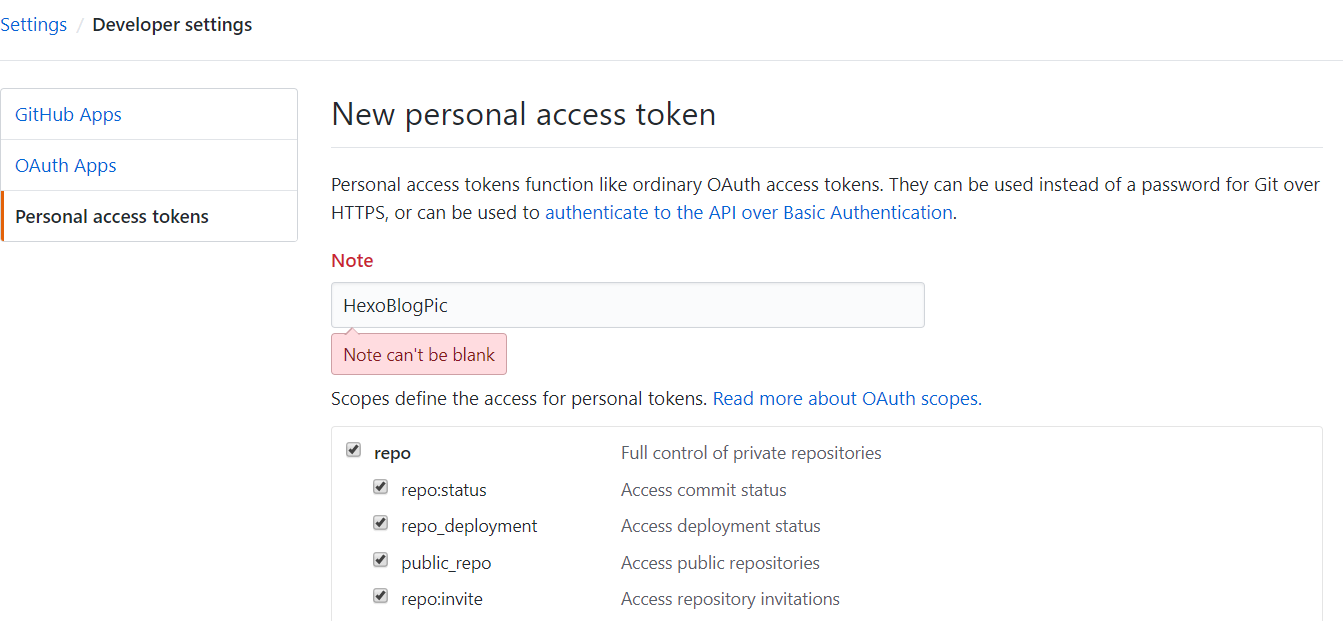 Settings / Developer settings
GitHub Apps
OAuth Apps
Personal access tokens
New personal access token
Personal access tokens function like ordinary OAuth access tokens. They can be used instead of a password for Git over
HTTPS, or can be used to authenticate to the API over Basic Authentication.
Note
HexoBlogPic
Note can't be blank
Scopes define the access for personal tokens. Read more about OAuth scopes.
repo Full control of private repositories
repo:status Access commit status
repo_deployment Access deployment status
public_repo Access public repositories
repo:invite Access repository invitations